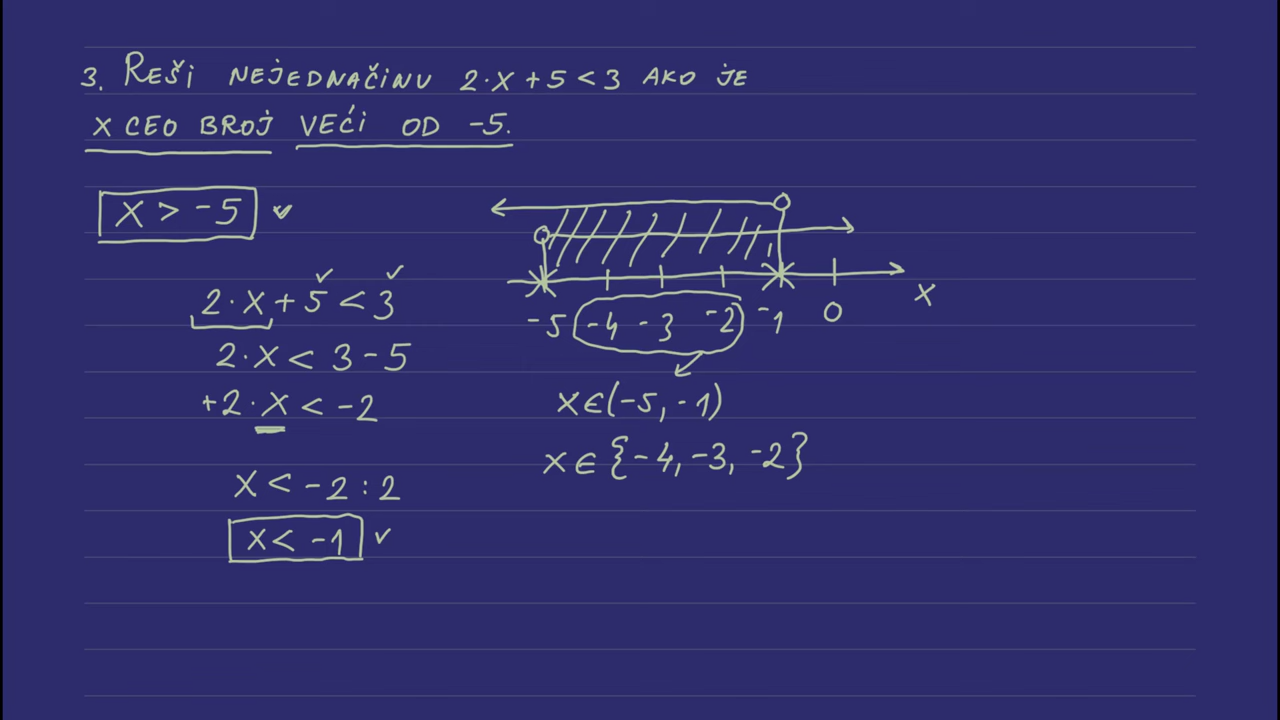 3. REŠI NEJEDNAČINU 2·X+5<3 AKO JE
X CEO BROJ VEĆI OD -5.
X > -5
2·X+5<3
2·X<3-5
+2·X<-2
X<-2:2
X<-1
-5 -4 -3 -2 -1 0
X
X∈(-5,-1)
X∈{-4,-3,-2}